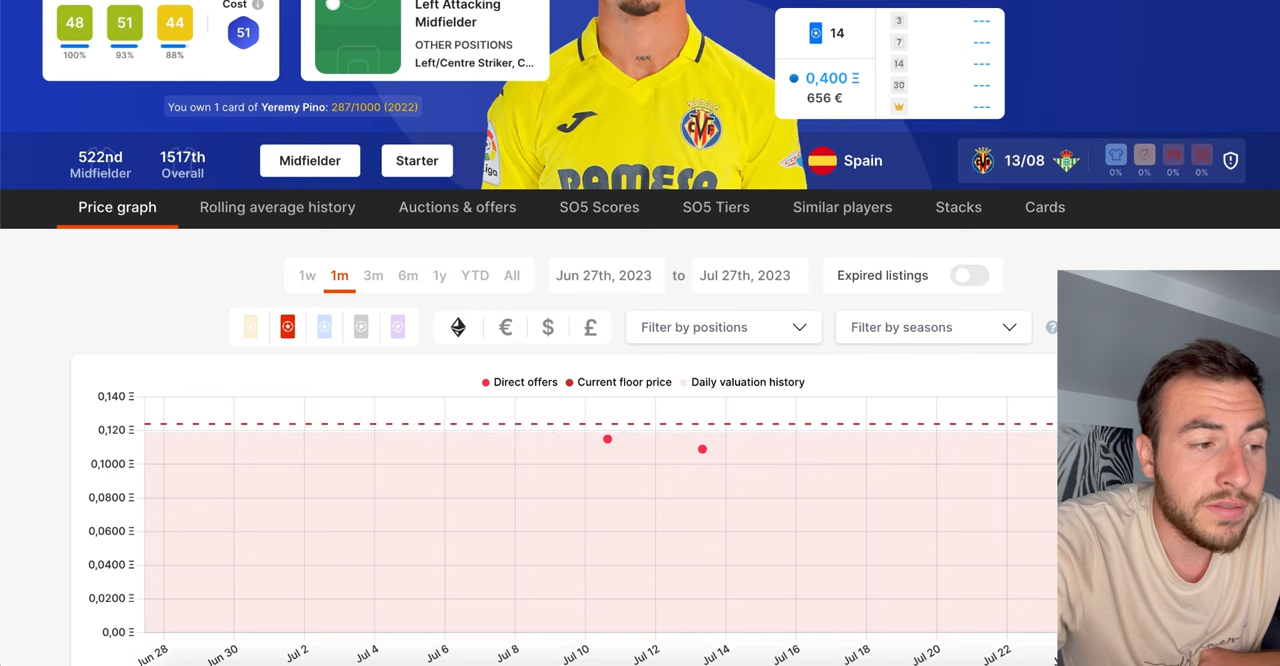 Cost
48 51 44 51
100% 93% 88%
Left Attacking
Midfielder
OTHER POSITIONS
Left/Centre Striker, C...
14
0,400 Ξ
656 €
3 ---
7 ---
14 ---
30 ---
---
You own 1 card of Yeremy Pino: 287/1000 (2022)
522nd
Midfielder
1517th
Overall
Midfielder
Starter
Spain
13/08
0% 0% 0% 0%
Price graph Rolling average history Auctions & offers SO5 Scores SO5 Tiers Similar players Stacks Cards
1w 1m 3m 6m 1y YTD All Jun 27th, 2023 to Jul 27th, 2023 Expired listings
€ $ £ Filter by positions Filter by seasons ?
Direct offers Current floor price Daily valuation history
0,140 Ξ
0,120 Ξ
0,1000 Ξ
0,0800 Ξ
0,0600 Ξ
0,0400 Ξ
0,0200 Ξ
0,00 Ξ
Jun 28 Jun 30 Jul 2 Jul 4 Jul 6 Jul 8 Jul 10 Jul 12 Jul 14 Jul 16 Jul 18 Jul 20 Jul 22